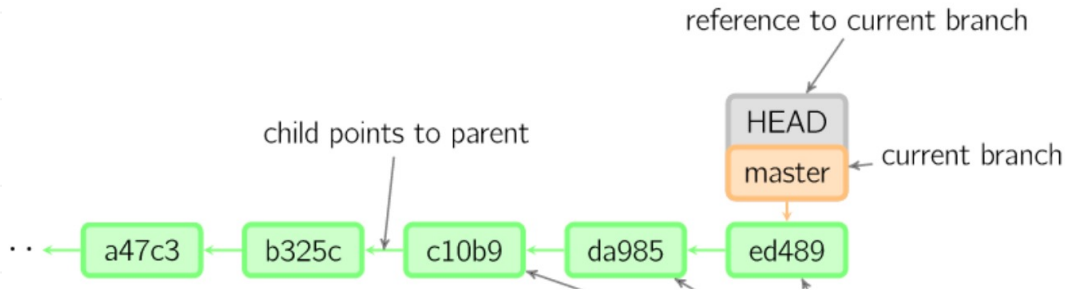 reference to current branch
HEAD
child points to parent
current branch
master
a47c3
b325c
c10b9
da985
ed489